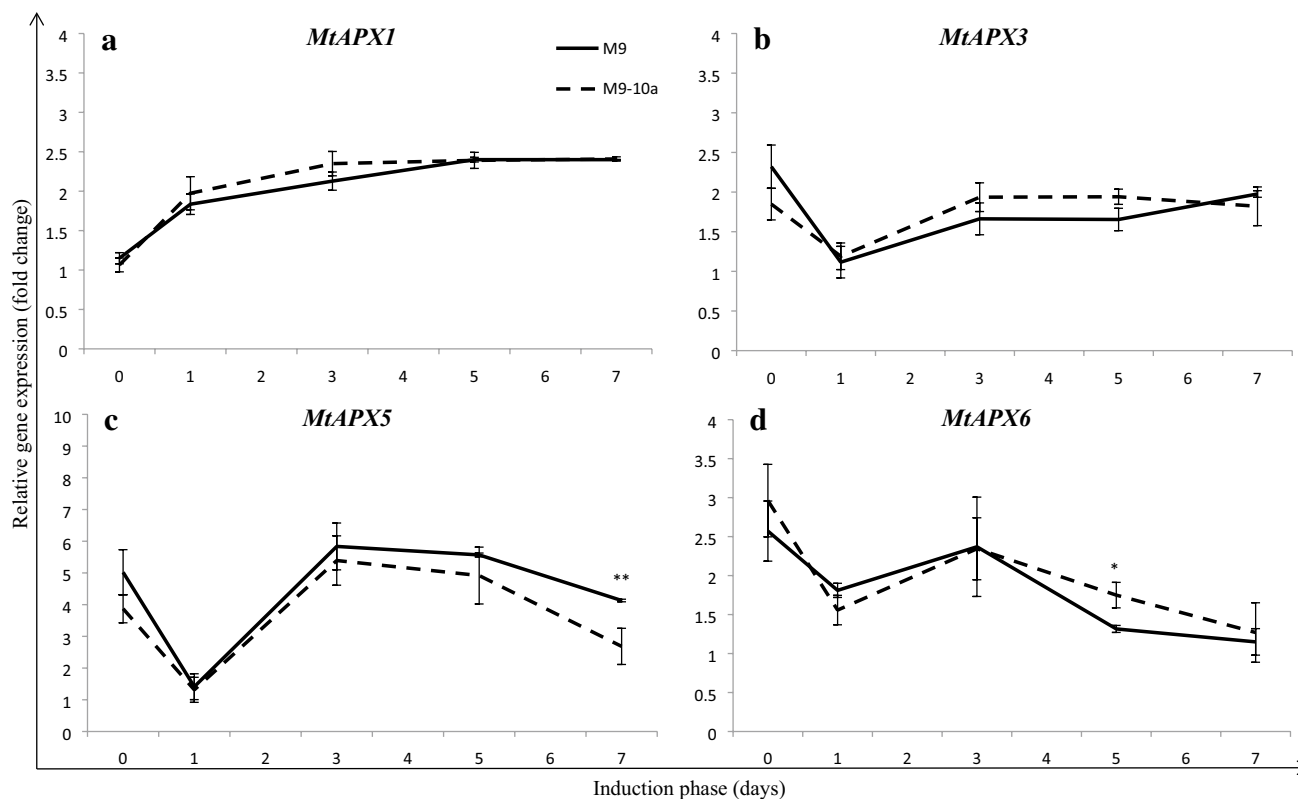 Relative gene expression (fold change)
a
MtAPX1
M9
M9-10a
4
3.5
3
2.5
2
1.5
1
0.5
0
0 1 2 3 4 5 6 7
b
MtAPX3
4
3.5
3
2.5
2
1.5
1
0.5
0
0 1 2 3 4 5 6 7
c
MtAPX5
10
9
8
7
6
5
4
3
2
1
0
**
0 1 2 3 4 5 6 7
d
MtAPX6
4
3.5
3
2.5
2
1.5
1
0.5
0
*
0 1 2 3 4 5 6 7
Induction phase (days)